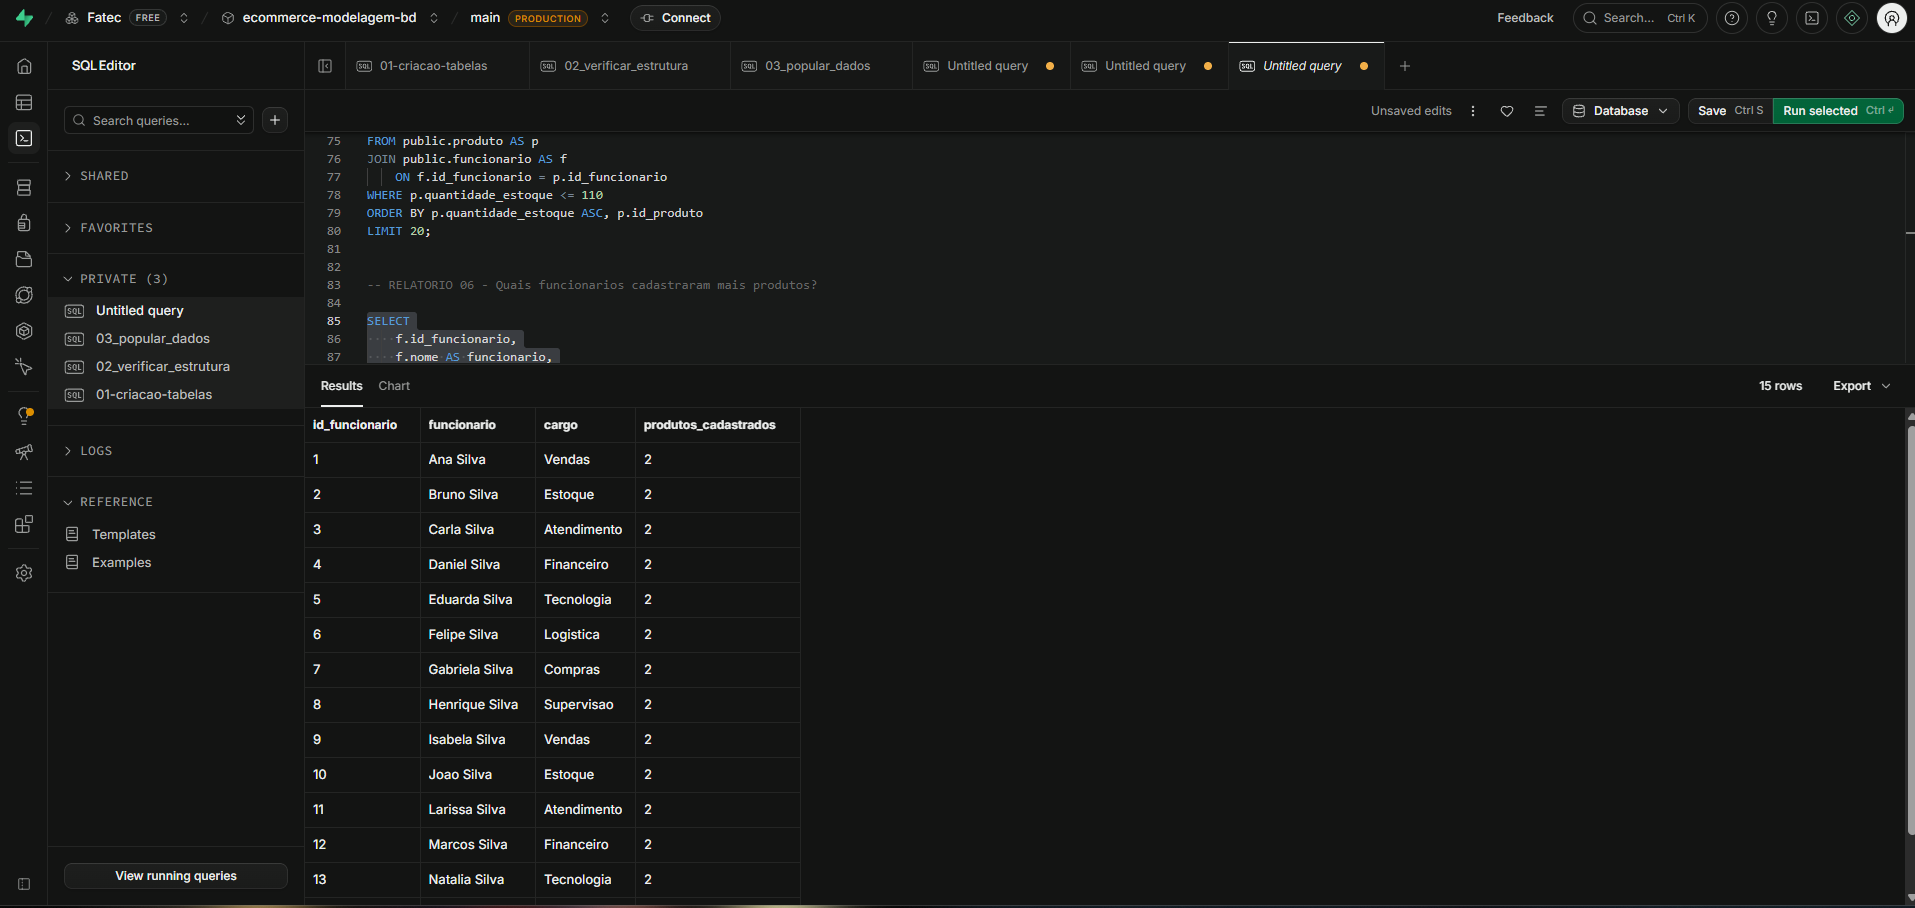 Fatec FREE / ecommerce-modelagem-bd / main PRODUCTION Connect Feedback Search... Ctrl K
SQL Editor
01-criacao-tabelas 02_verificar_estrutura 03_popular_dados Untitled query Untitled query Untitled query
Search queries...
Unsaved edits Database Save Ctrl S Run selected Ctrl ↵
SHARED
FAVORITES
PRIVATE (3)
SQL Untitled query
SQL 03_popular_dados
SQL 02_verificar_estrutura
SQL 01-criacao-tabelas
LOGS
REFERENCE
Templates
Examples
View running queries
75 FROM public.produto AS p
76 JOIN public.funcionario AS f
77 ON f.id_funcionario = p.id_funcionario
78 WHERE p.quantidade_estoque <= 110
79 ORDER BY p.quantidade_estoque ASC, p.id_produto
80 LIMIT 20;
81
82
83 -- RELATORIO 06 - Quais funcionarios cadastraram mais produtos?
84
85 SELECT
86 f.id_funcionario,
87 f.nome AS funcionario,
Results Chart 15 rows Export
id_funcionario funcionario cargo produtos_cadastrados
1 Ana Silva Vendas 2
2 Bruno Silva Estoque 2
3 Carla Silva Atendimento 2
4 Daniel Silva Financeiro 2
5 Eduarda Silva Tecnologia 2
6 Felipe Silva Logistica 2
7 Gabriela Silva Compras 2
8 Henrique Silva Supervisao 2
9 Isabela Silva Vendas 2
10 Joao Silva Estoque 2
11 Larissa Silva Atendimento 2
12 Marcos Silva Financeiro 2
13 Natalia Silva Tecnologia 2